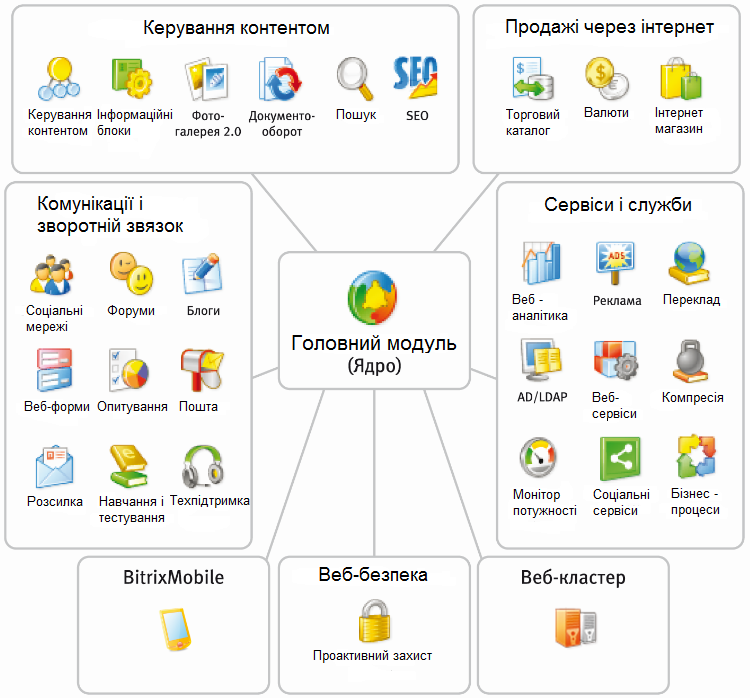 Керування контентом
Керування
контентом
Інформаційні
блоки
Фото-
галерея 2.0
Документо-
оборот
Пошук
SEO
SEO
Продажі через інтернет
Торговий
каталог
Валюти
Інтернет
магазин
Комунікації і
зворотній звязок
Соціальні
мережі
Форуми
Блоги
Веб-форми
Опитування
Пошта
Розсилка
Навчання і
тестування
Техпідтримка
Головний модуль
(Ядро)
Сервіси і служби
Веб -
аналітика
ADS
Реклама
Переклад
AD/LDAP
Веб-
сервіси
Компресія
Монітор
потужності
Соціальні
сервіси
Бізнес -
процеси
BitrixMobile
Веб-безпека
Проактивний захист
Веб-кластер